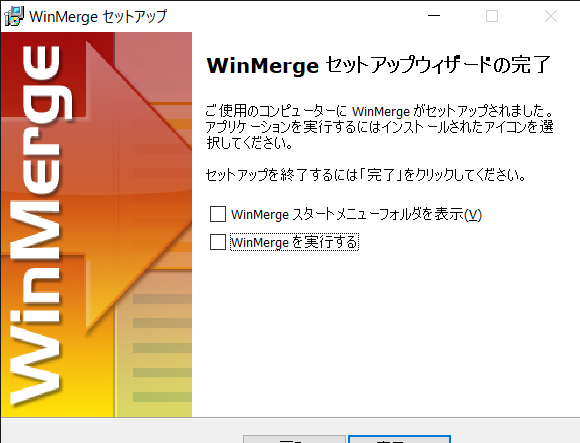 WinMerge セットアップ
WinMerge
WinMerge セットアップウィザードの完了
ご使用のコンピューターに WinMerge がセットアップされました。
アプリケーションを実行するにはインストールされたアイコンを選
択してください。
セットアップを終了するには「完了」をクリックしてください。
WinMerge スタートメニューフォルダを表示(V)
WinMerge を実行する